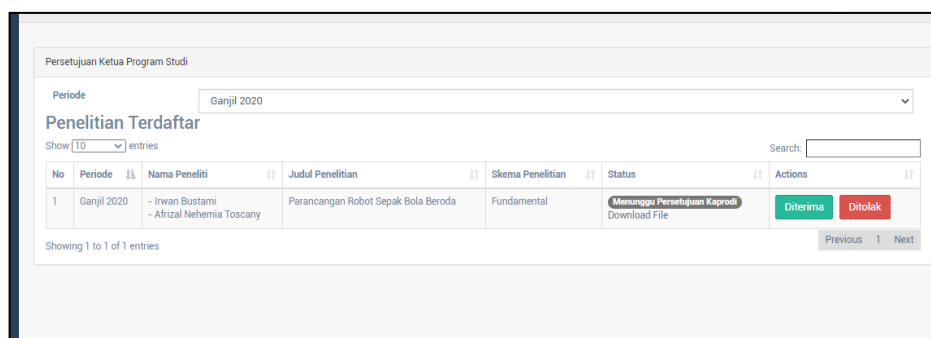 Persetujuan Ketua Program Studi
Periode
Ganjil 2020
Penelitian Terdaftar
Show 10 entries
Search:
No Periode Nama Peneliti Judul Penelitian Skema Penelitian Status Actions
1 Ganjil 2020 - Irwan Bustami Parancangan Robot Sepak Bola Beroda Fundamental Menunggu Persetujuan Kaprodi Diterima Ditolak
- Afrizal Nehemia Toscany Download File
Showing 1 to 1 of 1 entries
Previous 1 Next